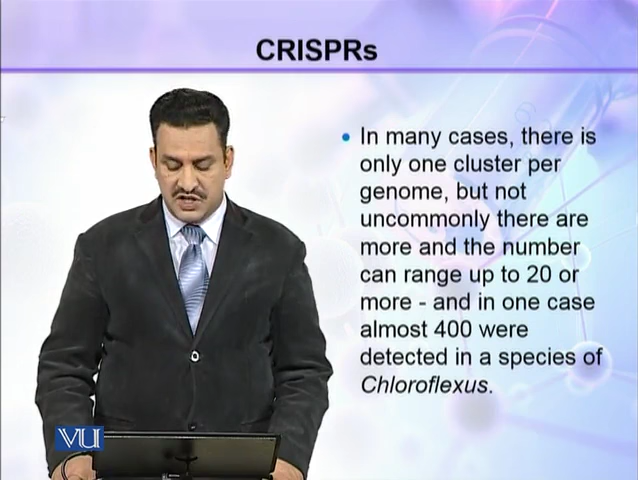 CRISPRs
• In many cases, there is
only one cluster per
genome, but not
uncommonly there are
more and the number
can range up to 20 or
more - and in one case
almost 400 were
detected in a species of
Chloroflexus.
VU